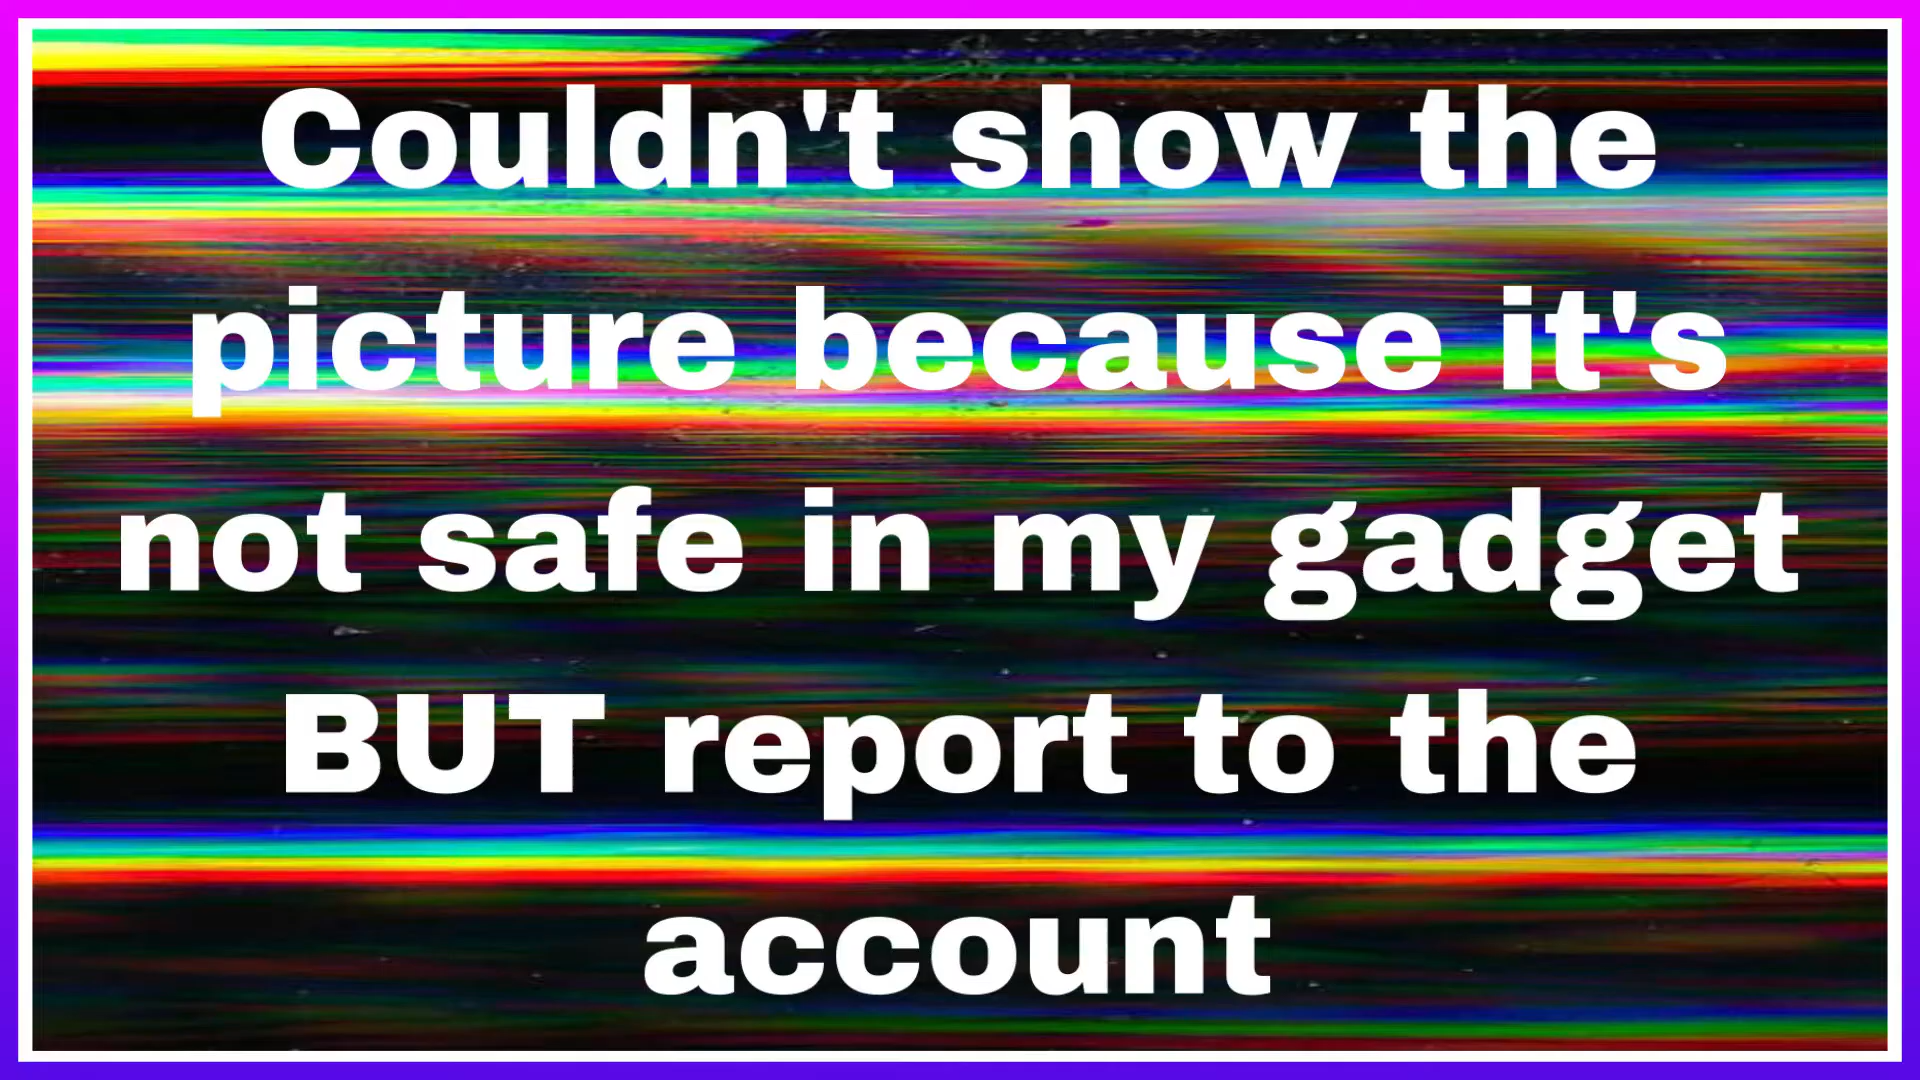 Couldn't show the
picture because it's
not safe in my gadget
BUT report to the
account